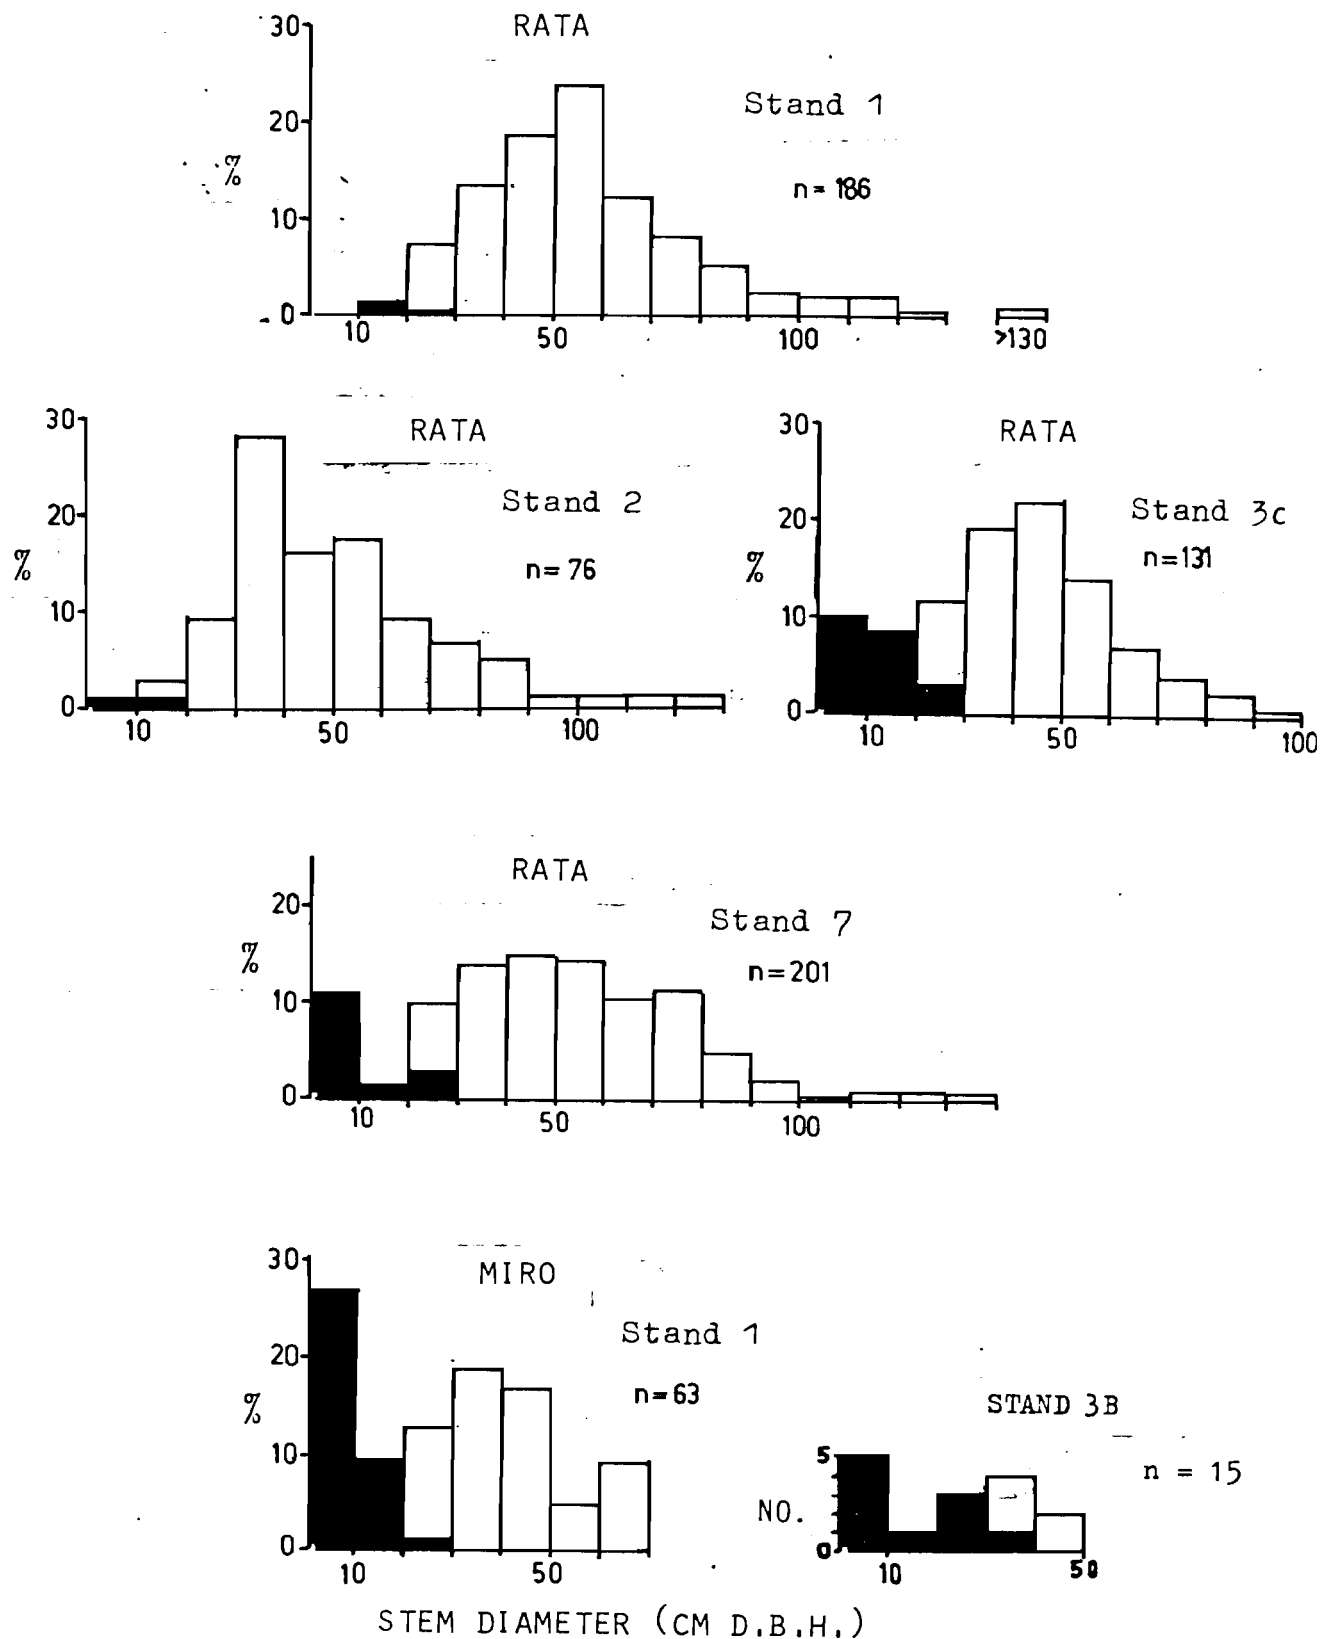 RATA
30
20
10
0
%
Stand 1
n = 186
10
50
100
>130
RATA
30
20
10
0
%
Stand 2
n = 76
10
50
100
RATA
30
20
10
0
%
Stand 3c
n = 131
10
50
100
RATA
20
10
0
%
Stand 7
n = 201
10
50
100
MIRO
30
20
10
0
%
Stand 1
n = 63
10
50
STAND 3B
n = 15
5
0
NO.
10
50
STEM DIAMETER (CM D.B.H.)